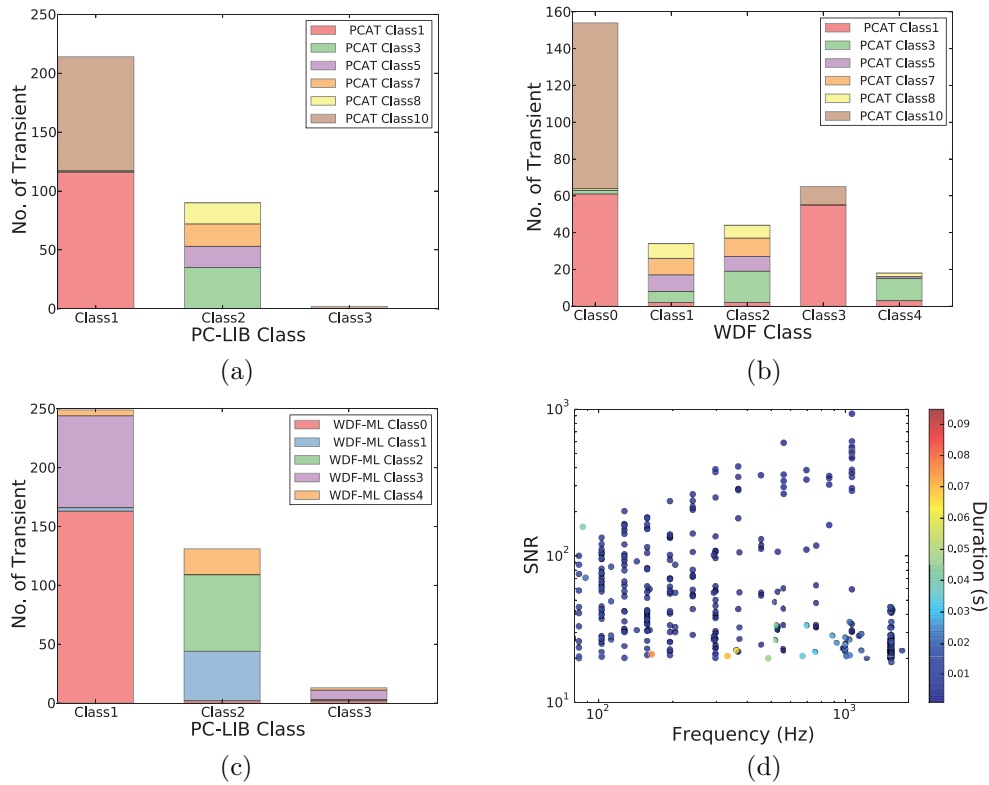 250
200
150
100
50
0
No. of Transient
PCAT Class1
PCAT Class3
PCAT Class5
PCAT Class7
PCAT Class8
PCAT Class10
Class1 Class2 Class3
PC-LIB Class
(a)
160
140
120
100
80
60
40
20
0
No. of Transient
PCAT Class1
PCAT Class3
PCAT Class5
PCAT Class7
PCAT Class8
PCAT Class10
Class0 Class1 Class2 Class3 Class4
WDF Class
(b)
250
200
150
100
50
0
No. of Transient
WDF-ML Class0
WDF-ML Class1
WDF-ML Class2
WDF-ML Class3
WDF-ML Class4
Class1 Class2 Class3
PC-LIB Class
(c)
10³
10²
10¹
SNR
10² 10³
Frequency (Hz)
0.09
0.08
0.07
0.06
0.05
0.04
0.03
0.02
0.01
Duration (s)
(d)